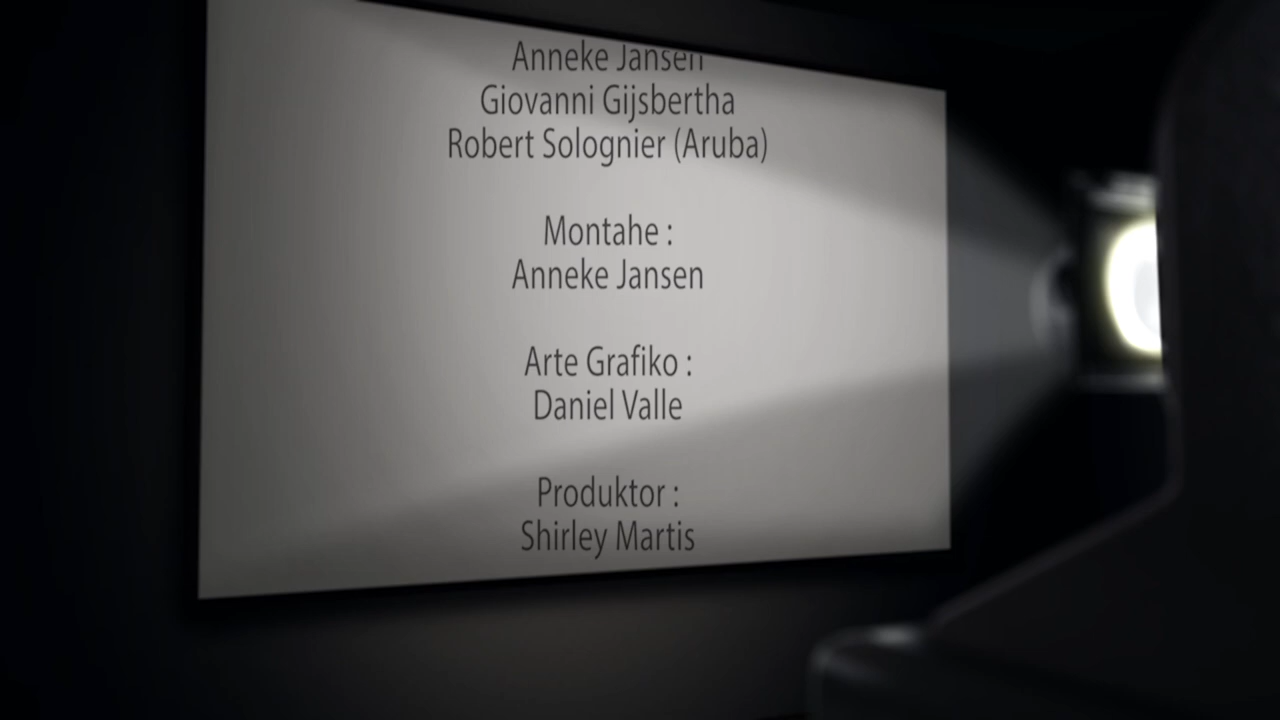 Anneke Jansen
Giovanni Gijsbertha
Robert Solognier (Aruba)
Montahe :
Anneke Jansen
Arte Grafiko :
Daniel Valle
Produktor :
Shirley Martis